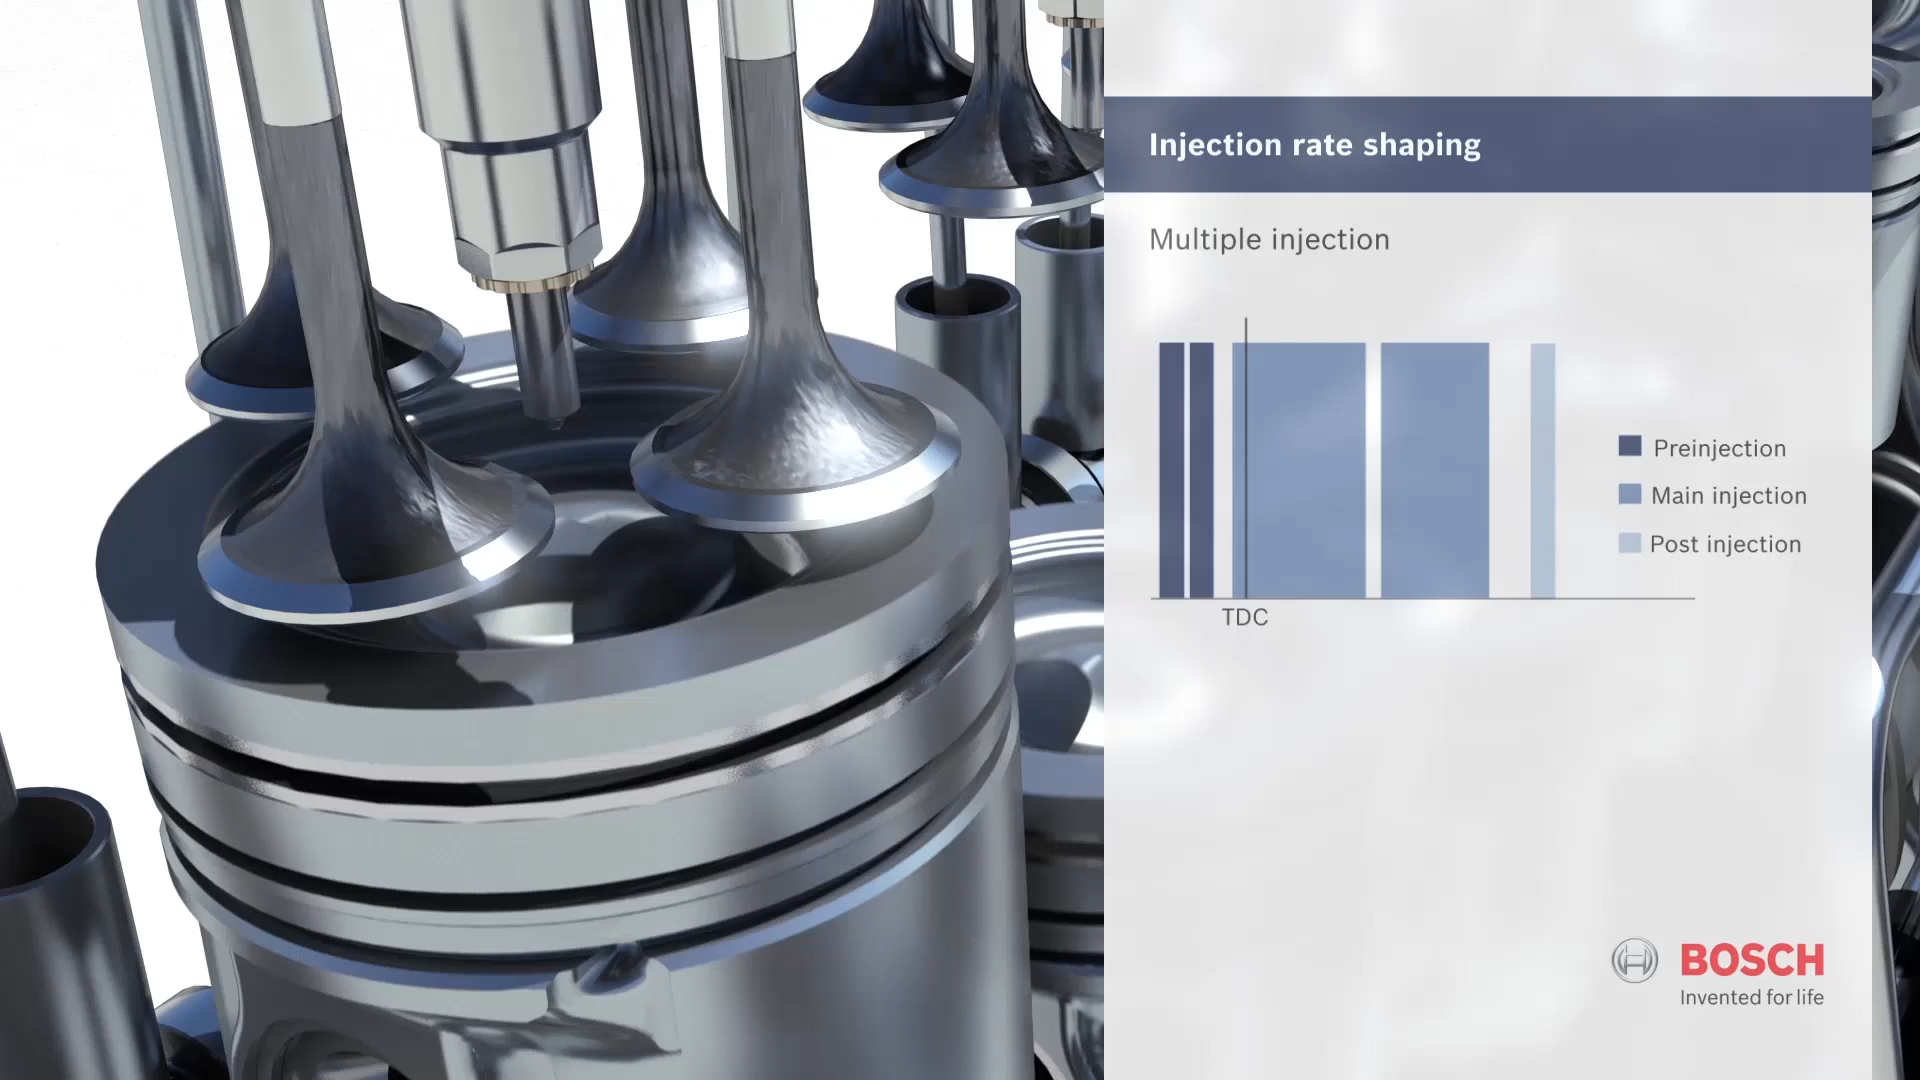 Injection rate shaping
Multiple injection
Preinjection
Main injection
Post injection
TDC
BOSCH
Invented for life